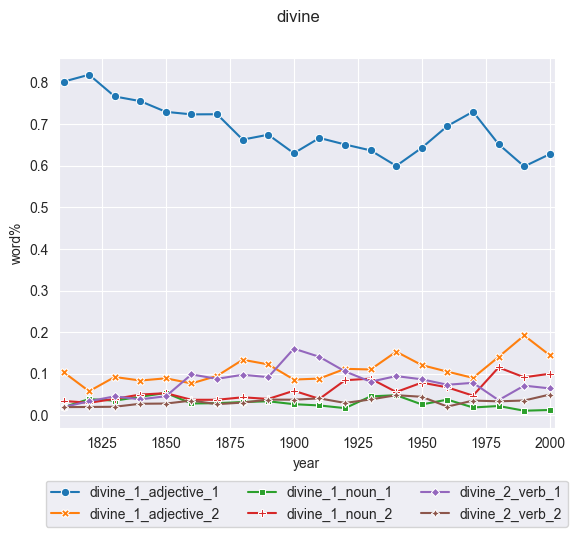 divine
0.8
0.7
0.6
0.5
0.4
0.3
0.2
0.1
0.0
word%
1825 1850 1875 1900 1925 1950 1975 2000
year
divine_1_adjective_1 divine_1_noun_1 divine_2_verb_1
divine_1_adjective_2 divine_1_noun_2 divine_2_verb_2